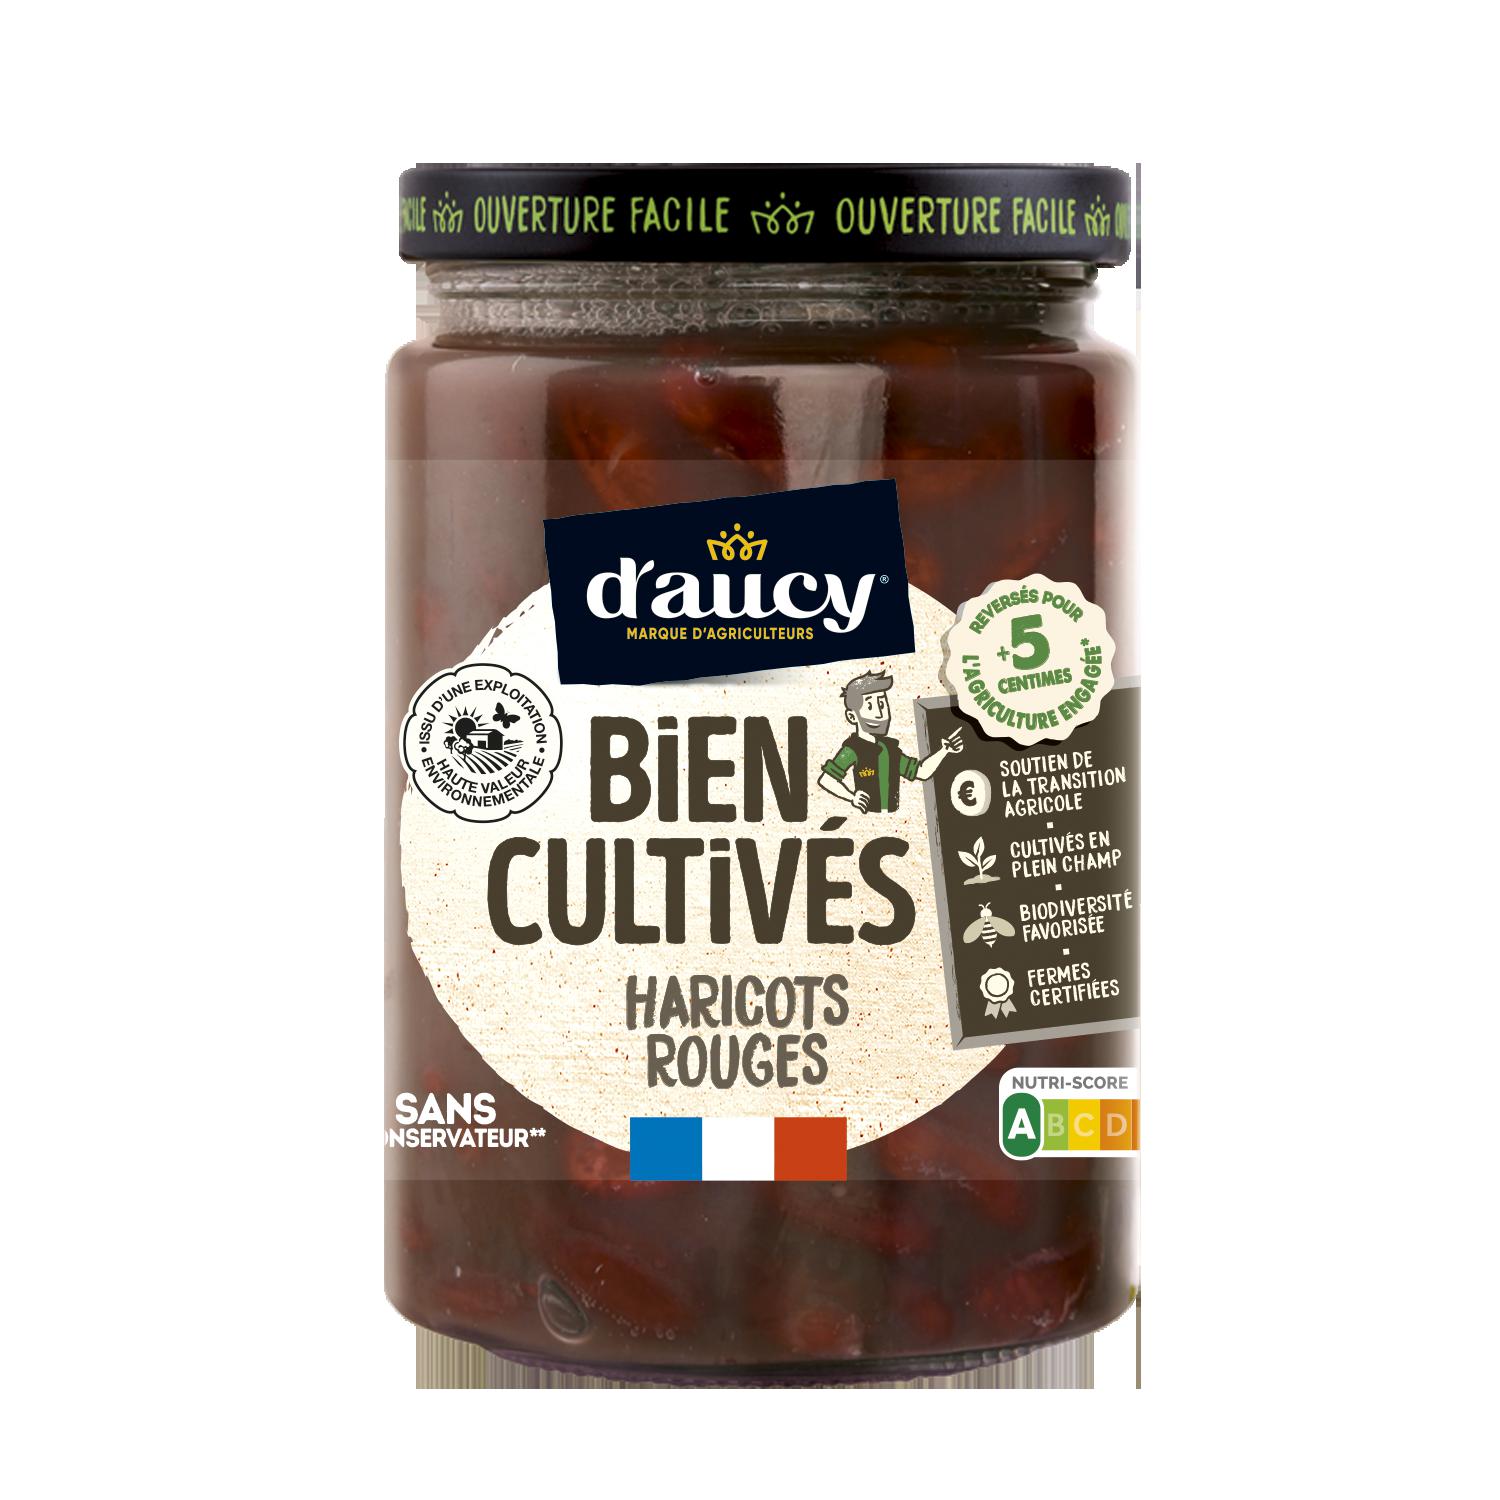 OUVERTURE FACILE OUVERTURE FACILE
d'aucy®
MARQUE D'AGRICULTEURS
REVERSÉS POUR
+5
CENTIMES
L'AGRICULTURE ENGAGÉE*
ISSU D'UNE EXPLOITATION
HAUTE VALEUR
ENVIRONNEMENTALE
BiEN
CULTiVÉS
SOUTIEN DE
LA TRANSITION
AGRICOLE
CULTIVÉS EN
PLEIN CHAMP
BIODIVERSITÉ
FAVORISÉE
FERMES
CERTIFIÉES
HARICOTS
ROUGES
SANS
NSERVATEUR**
NUTRI-SCORE
A B C D